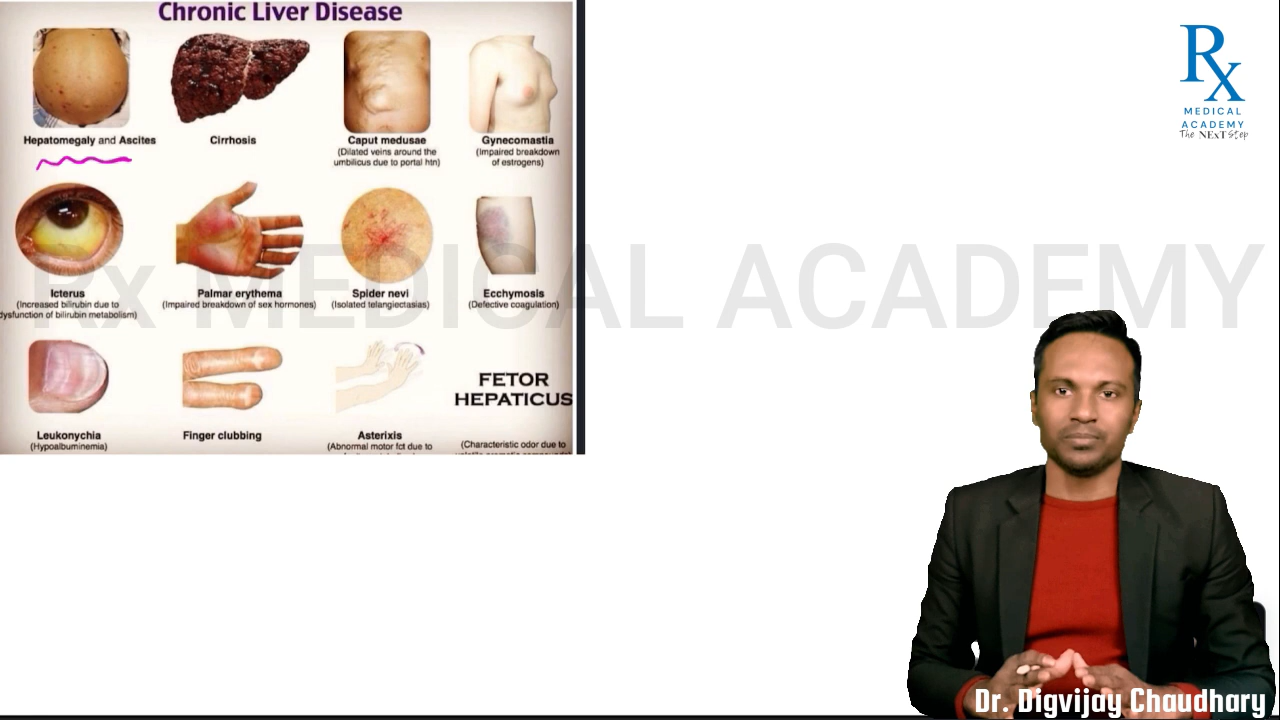 Chronic Liver Disease
Hepatomegaly and Ascites
Cirrhosis
Caput medusae
(Dilated veins around the
umbilicus due to portal htn)
Gynecomastia
(Impaired breakdown
of estrogens)
Icterus
(Increased bilirubin due to
dysfunction of bilirubin metabolism)
Palmar erythema
(Impaired breakdown of sex hormones)
Spider nevi
(Isolated telangiectasias)
Ecchymosis
(Defective coagulation)
Leukonychia
(Hypoalbuminemia)
Finger clubbing
Asterixis
(Abnormal motor fct due to
FETOR
HEPATICUS
(Characteristic odor due to
Rx MEDICAL ACADEMY
Rx
MEDICAL
ACADEMY
The NEXT Step
Dr. Digvijay Chaudhary